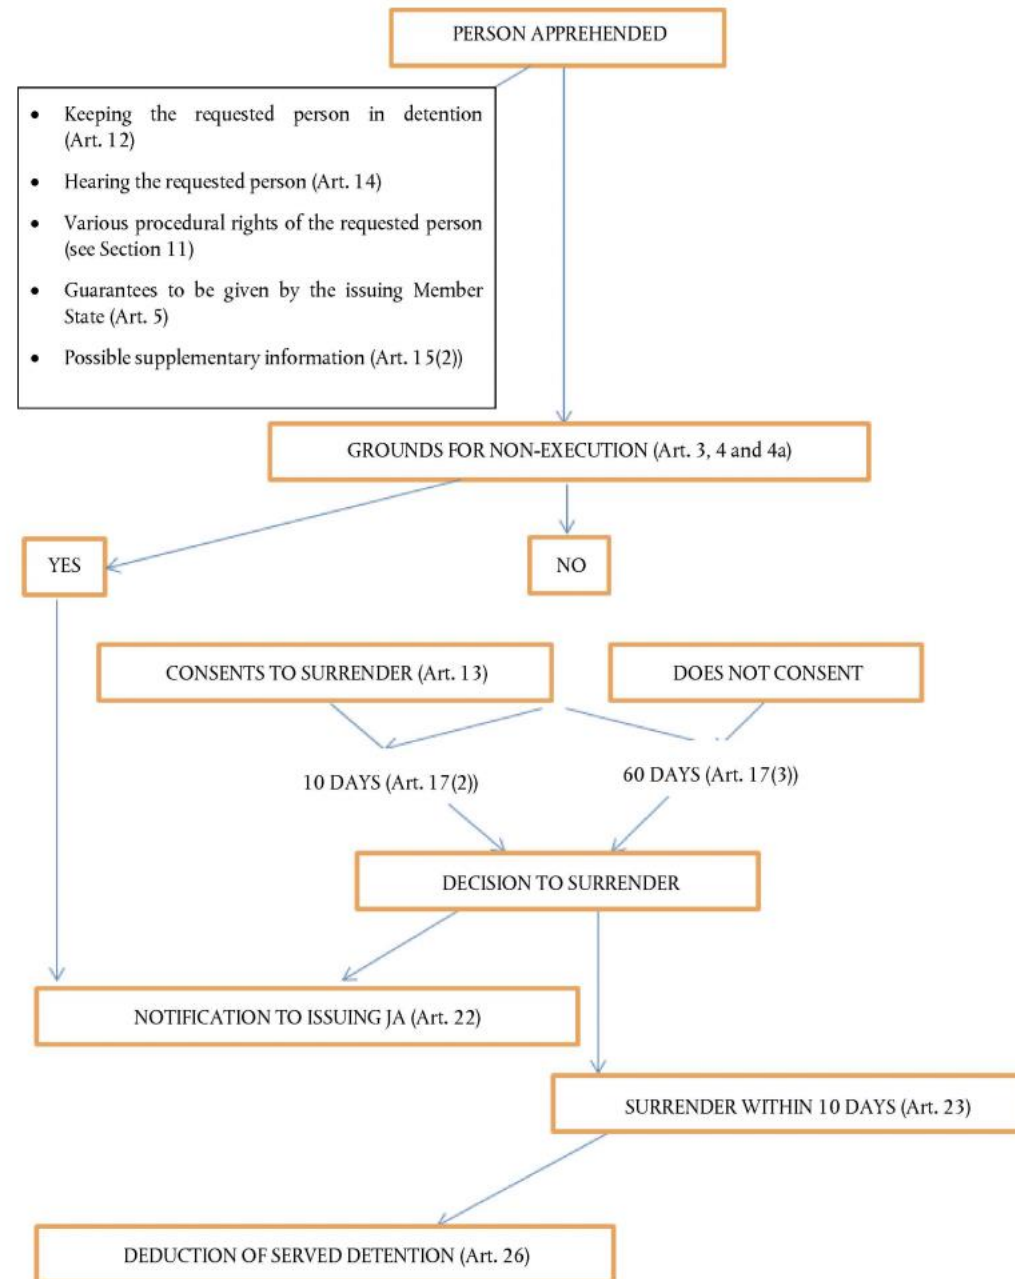 PERSON APPREHENDED
• Keeping the requested person in detention
(Art. 12)
• Hearing the requested person (Art. 14)
• Various procedural rights of the requested person
(see Section 11)
• Guarantees to be given by the issuing Member
State (Art. 5)
• Possible supplementary information (Art. 15(2))
GROUNDS FOR NON-EXECUTION (Art. 3, 4 and 4a)
YES
NO
CONSENTS TO SURRENDER (Art. 13)
DOES NOT CONSENT
10 DAYS (Art. 17(2))
60 DAYS (Art. 17(3))
DECISION TO SURRENDER
NOTIFICATION TO ISSUING JA (Art. 22)
SURRENDER WITHIN 10 DAYS (Art. 23)
DEDUCTION OF SERVED DETENTION (Art. 26)